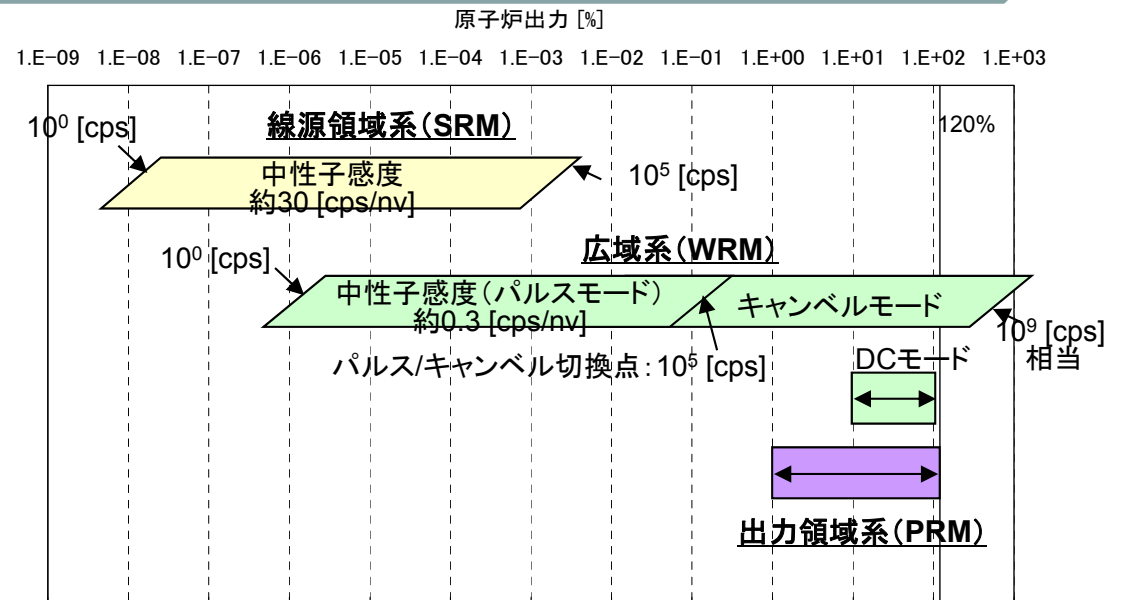 原子炉出力 [%]
1.E-09 1.E-08 1.E-07 1.E-06 1.E-05 1.E-04 1.E-03 1.E-02 1.E-01 1.E+00 1.E+01 1.E+02 1.E+03
10⁰ [cps]
線源領域系（SRM）
120%
中性子感度
約30 [cps/nv]
10⁵ [cps]
広域系（WRM）
10⁰ [cps]
中性子感度（パルスモード）
約0.3 [cps/nv]
キャンベルモード
10⁹ [cps]
相当
パルス/キャンベル切換点：10⁵ [cps]
DCモード
出力領域系（PRM）